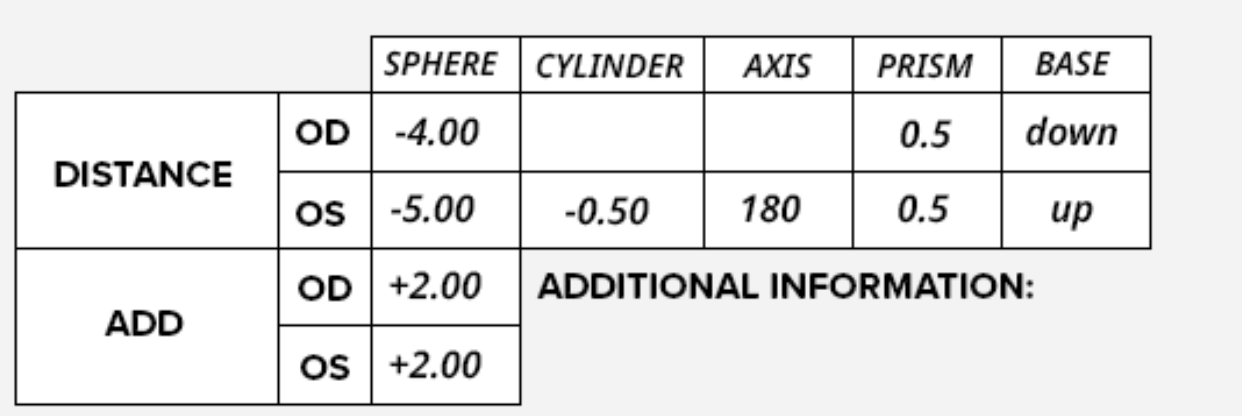 SPHERE CYLINDER AXIS PRISM BASE
DISTANCE
OD -4.00 0.5 down
OS -5.00 -0.50 180 0.5 up
ADD
OD +2.00 ADDITIONAL INFORMATION:
OS +2.00